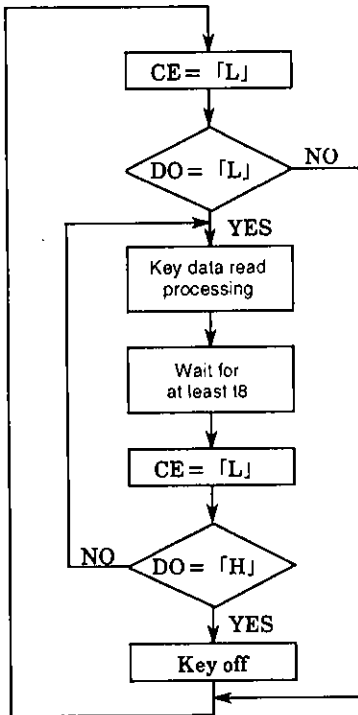 CE = 「L」
DO = 「L」
NO
YES
Key data read
processing
Wait for
at least t8
CE = 「L」
NO
DO = 「H」
YES
Key off